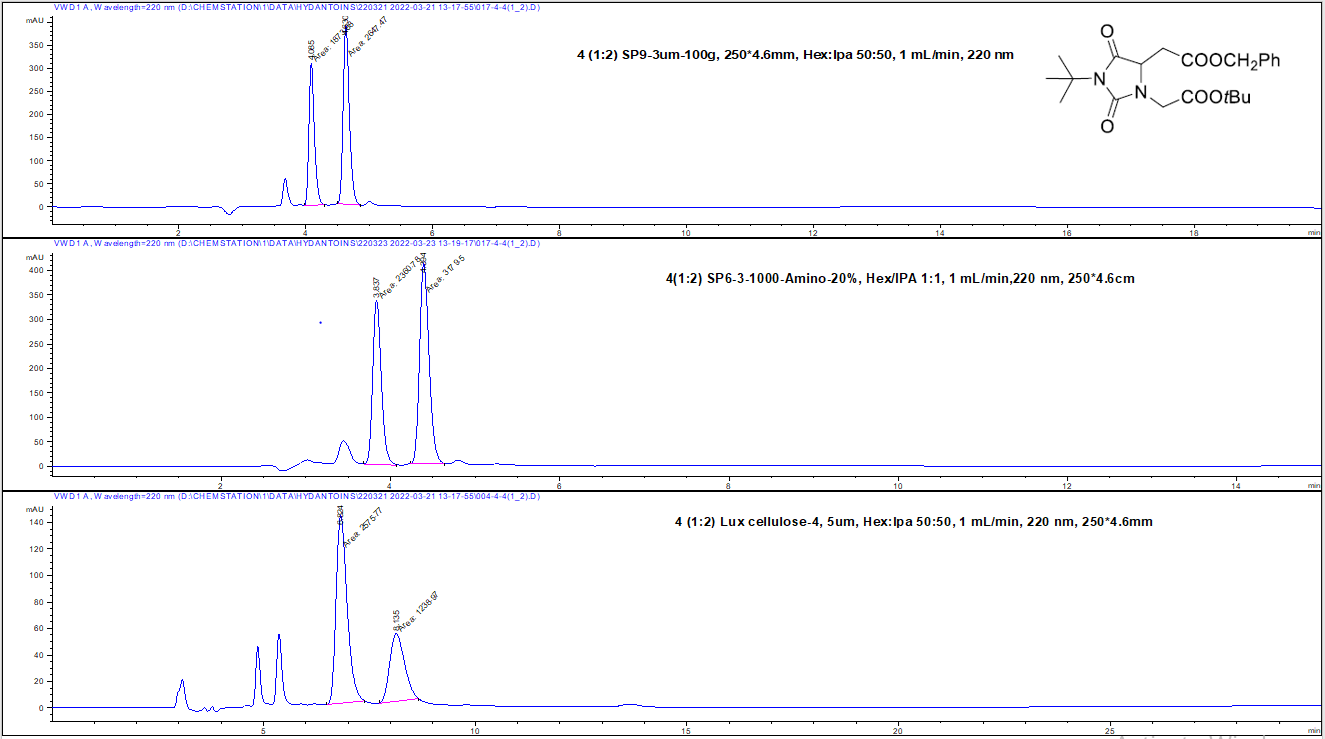 VWD1 A, Wavelength=220 nm (D:\CHEMSTATION\1\DATA\HYDANTOINS\220321 2022-03-21 13-17-55\017-4-4(1_2).D)
mAU
4 (1:2) SP9-3um-100g, 250*4.6mm, Hex:Ipa 50:50, 1 mL/min, 220 nm
350
300
250
200
150
100
50
0
4.085
Area: 2647.47
O
COOCH2Ph
N
N
COOtBu
O
2
4
6
8
10
12
14
16
18
min
VWD1 A, Wavelength=220 nm (D:\CHEMSTATION\1\DATA\HYDANTOINS\220323 2022-03-23 13-19-17\017-4-4(1_2).D)
mAU
4(1:2) SP6-3-1000-Amino-20%, Hex/IPA 1:1, 1 mL/min,220 nm, 250*4.6cm
400
350
300
250
200
150
100
50
0
3.837
Area: 3179.5
2
4
6
8
10
12
14
min
VWD1 A, Wavelength=220 nm (D:\CHEMSTATION\1\DATA\HYDANTOINS\220321 2022-03-21 13-17-55\004-4-4(1_2).D)
mAU
4 (1:2) Lux cellulose-4, 5um, Hex:Ipa 50:50, 1 mL/min, 220 nm, 250*4.6mm
140
120
100
80
60
40
20
0
6.824
Area: 2575.77
8.135
Area: 1238.97
5
10
15
20
25
min